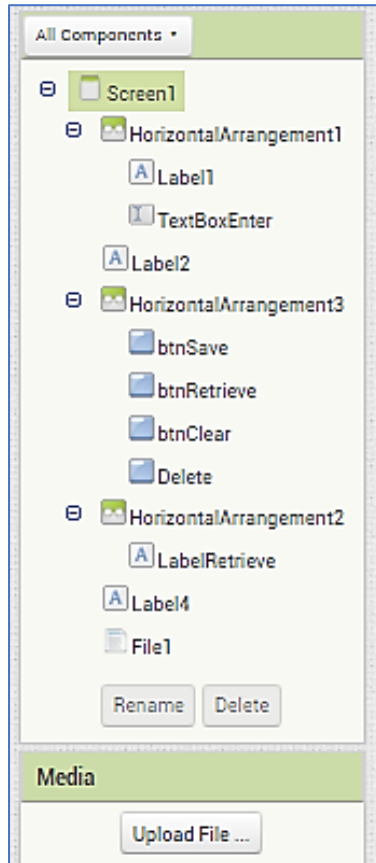 All Components
Screen1
HorizontalArrangement1
A Label1
TextBoxEnter
A Label2
HorizontalArrangement3
btnSave
btnRetrieve
btnClear
Delete
HorizontalArrangement2
A LabelRetrieve
A Label4
File1
Rename Delete
Media
Upload File ...